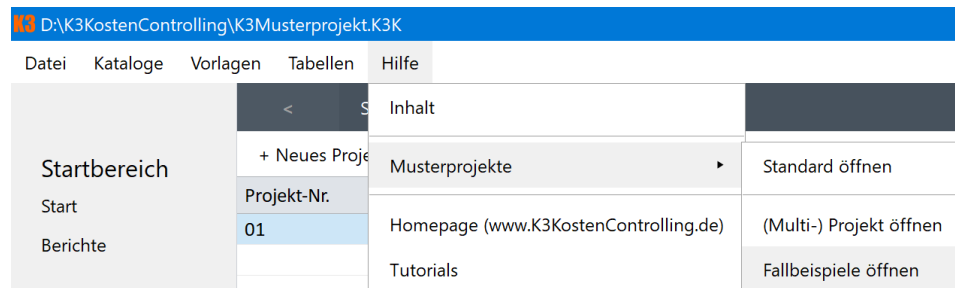 K3 D:\K3KostenControlling\K3Musterprojekt.K3K
Datei Kataloge Vorlagen Tabellen Hilfe
< S
Inhalt
Startbereich
Start
Berichte
+ Neues Proje
Projekt-Nr.
01
Musterprojekte
Homepage (www.K3KostenControlling.de)
Tutorials
Standard öffnen
(Multi-) Projekt öffnen
Fallbeispiele öffnen